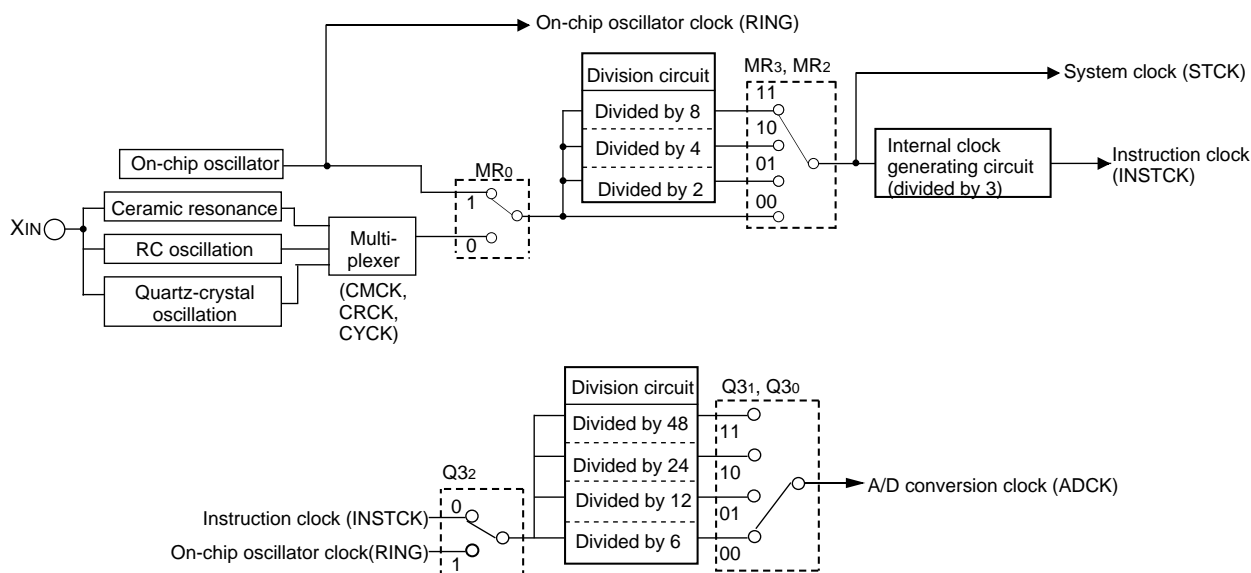 On-chip oscillator clock (RING)
Division circuit
MR3, MR2
System clock (STCK)
11
Divided by 8
10
Divided by 4
01
Divided by 2
00
Internal clock
generating circuit
(divided by 3)
Instruction clock
(INSTCK)
On-chip oscillator
MR0
1
0
XIN
Ceramic resonance
RC oscillation
Quartz-crystal
oscillation
Multi-
plexer
(CMCK,
CRCK,
CYCK)
Division circuit
Q31, Q30
Divided by 48
11
Divided by 24
10
Divided by 12
01
Divided by 6
00
Q32
0
Instruction clock (INSTCK)
On-chip oscillator clock(RING)
1
A/D conversion clock (ADCK)